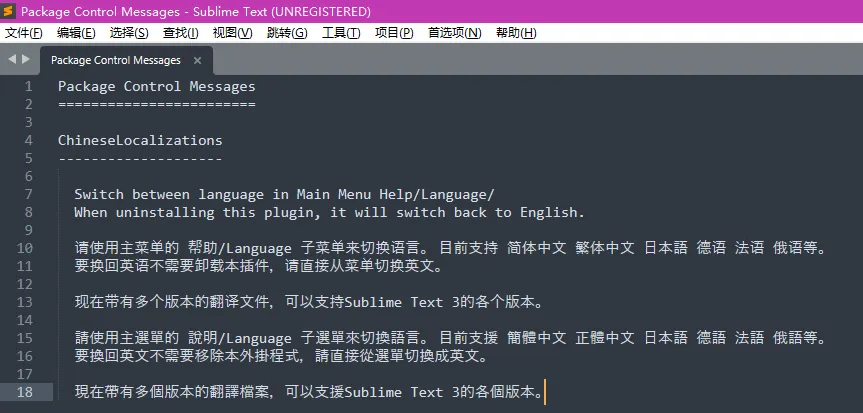 Package Control Messages - Sublime Text (UNREGISTERED)
文件(F) 编辑(E) 选择(S) 查找(I) 视图(V) 跳转(G) 工具(T) 项目(P) 首选项(N) 帮助(H)
Package Control Messages ×
1 Package Control Messages
2 ========================
3
4 ChineseLocalizations
5 --------------------
6
7 Switch between language in Main Menu Help/Language/
8 When uninstalling this plugin, it will switch back to English.
9
10 请使用主菜单的 帮助/Language 子菜单来切换语言。目前支持 简体中文 繁体中文 日本語 德语 法语 俄语等。
11 要换回英语不需要卸载本插件, 请直接从菜单切换英文。
12
13 现在带有多个版本的翻译文件, 可以支持Sublime Text 3的各个版本。
14
15 請使用主選單的 說明/Language 子選單來切換語言。目前支援 簡體中文 正體中文 日本語 德語 法語 俄語等。
16 要換回英文不需要移除本外掛程式, 請直接從選單切換成英文。
17
18 現在帶有多個版本的翻譯檔案, 可以支援Sublime Text 3的各個版本。